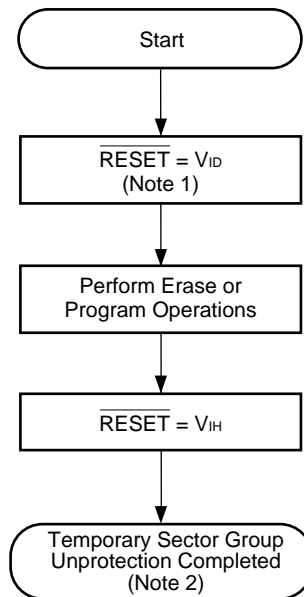 Start
RESET = VID
(Note 1)
Perform Erase or
Program Operations
RESET = VIH
Temporary Sector Group
Unprotection Completed
(Note 2)